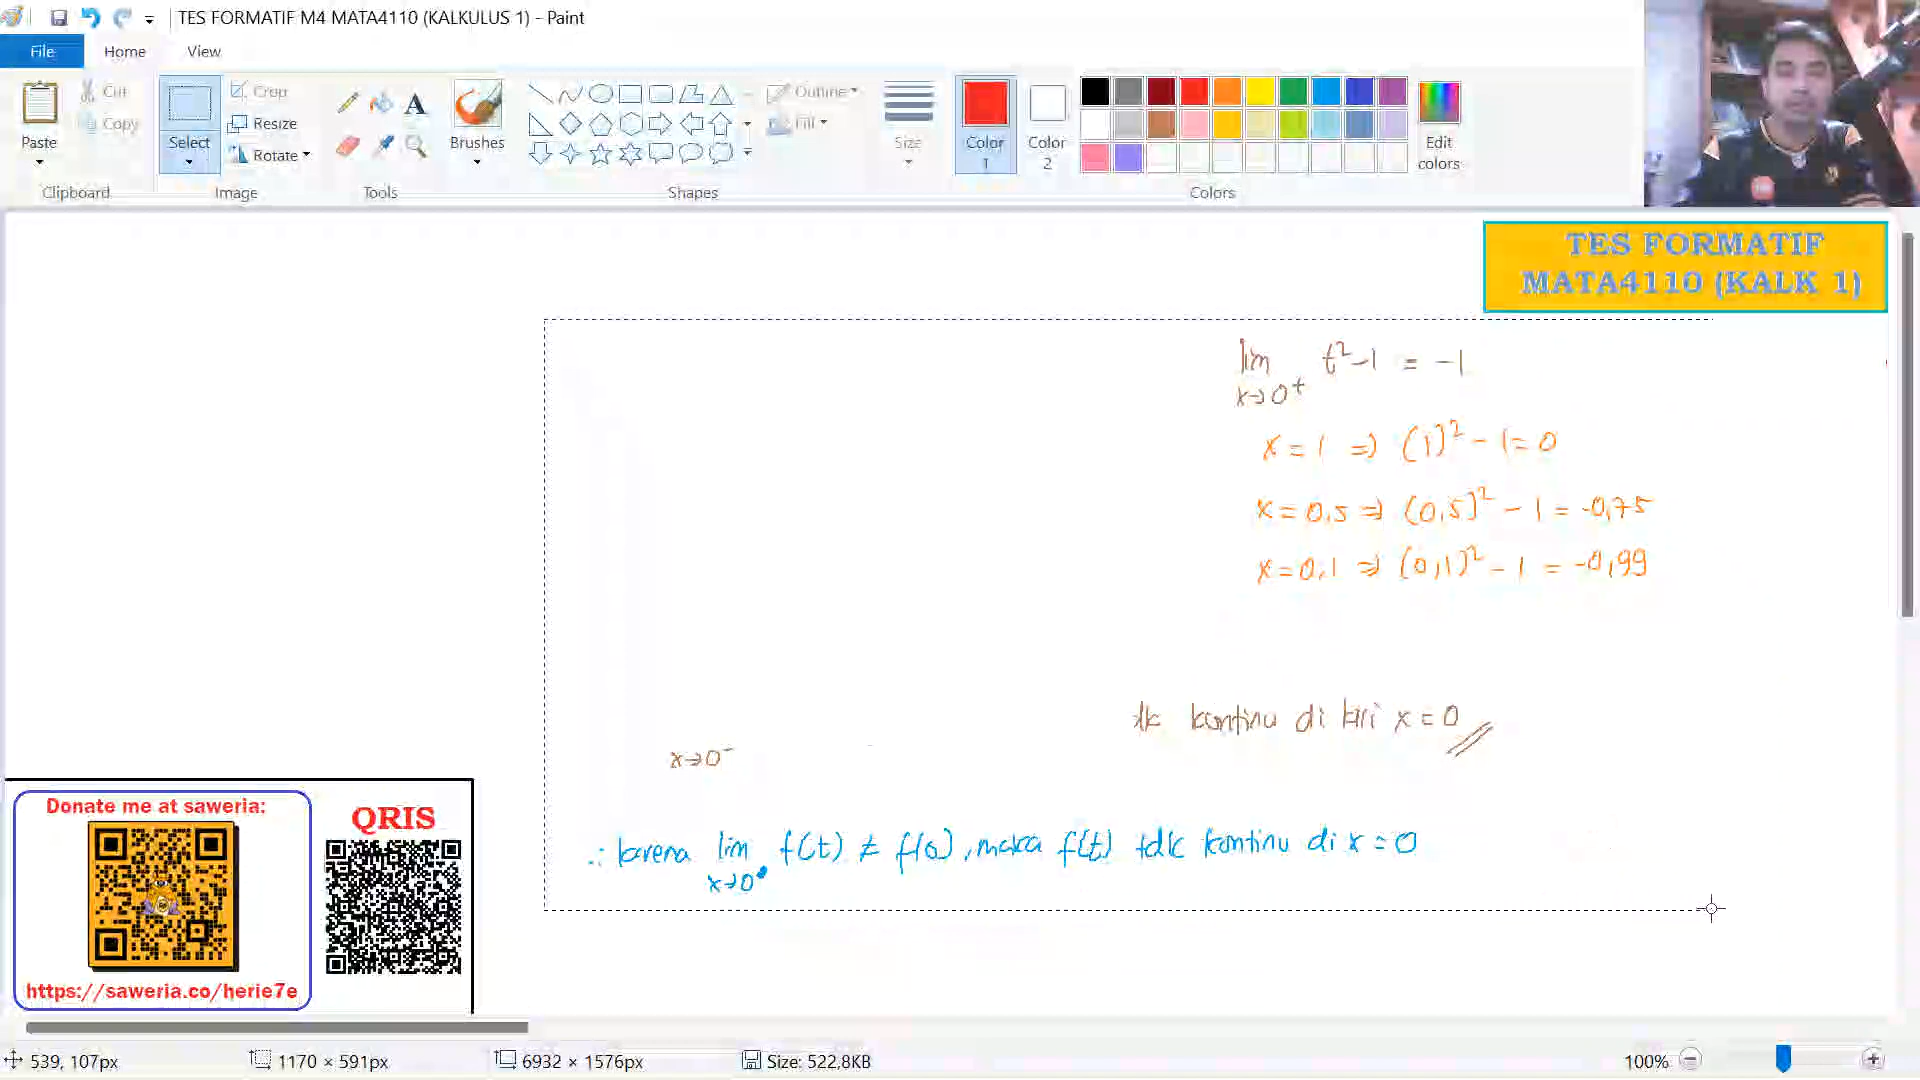 TES FORMATIF M4 MATA4110 (KALKULUS 1) - Paint
File Home View
Paste
Cut
Copy
Clipboard
Select
Crop
Resize
Rotate
Image
Tools
Brushes
Shapes
Outline
Fill
Size
Color 1
Color 2
Edit colors
Colors
TES FORMATIF
MATA4110 (KALK 1)
lim t²-1 = -1
x→0⁺
x = 1 ⇒ (1)² - 1 = 0
x = 0,5 ⇒ (0,5)² - 1 = -0,75
x = 0,1 ⇒ (0,1)² - 1 = -0,99
kontinu di kiri x = 0
x→0⁻
∴ karena lim f(t) ≠ f(0), maka f(t) tdk kontinu di x = 0
x→0
Donate me at saweria:
https://saweria.co/herie7e
QRIS
539, 107px
1170 × 591px
6932 × 1576px
Size: 522,8KB
100%